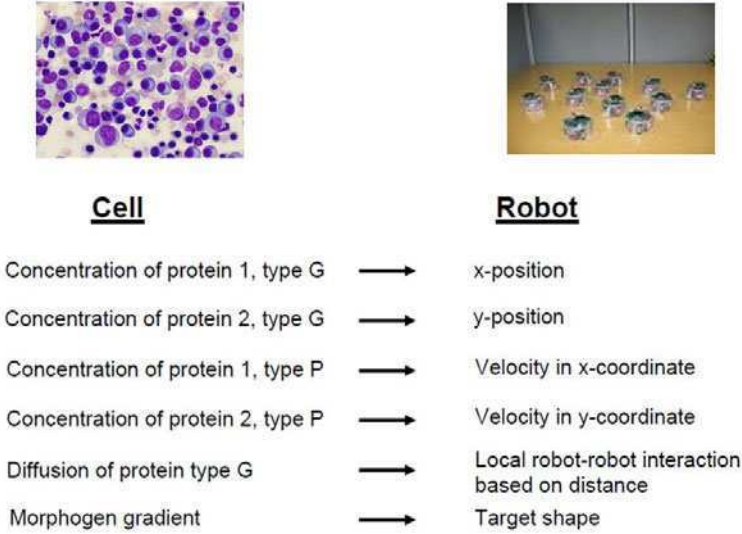 Cell Robot
Concentration of protein 1, type G x-position
Concentration of protein 2, type G y-position
Concentration of protein 1, type P Velocity in x-coordinate
Concentration of protein 2, type P Velocity in y-coordinate
Diffusion of protein type G Local robot-robot interaction
based on distance
Morphogen gradient Target shape